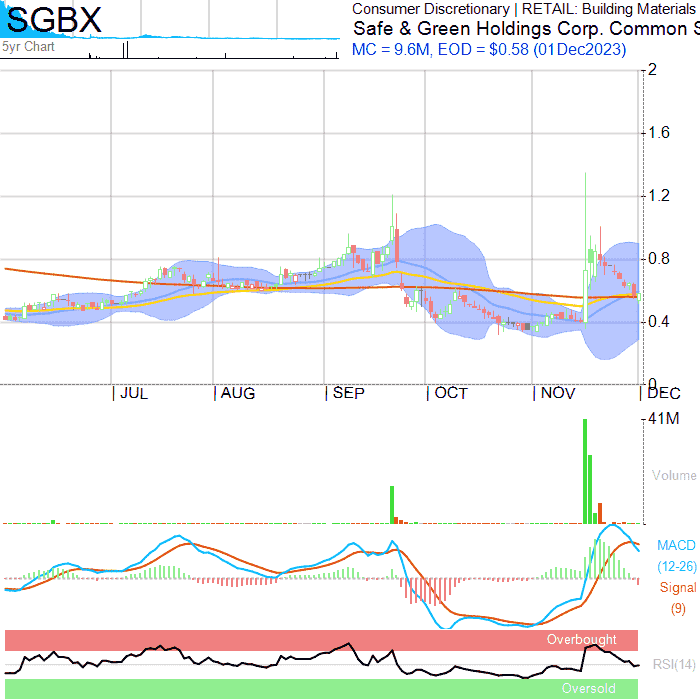 SGBX
5yr Chart
Consumer Discretionary | RETAIL: Building Materials
Safe & Green Holdings Corp. Common S
MC = 9.6M, EOD = $0.58 (01Dec2023)
2
1.6
1.2
0.8
0.4
0
JUL AUG SEP OCT NOV DEC
41M
Volume
MACD
(12-26)
Signal
(9)
Overbought
RSI(14)
Oversold